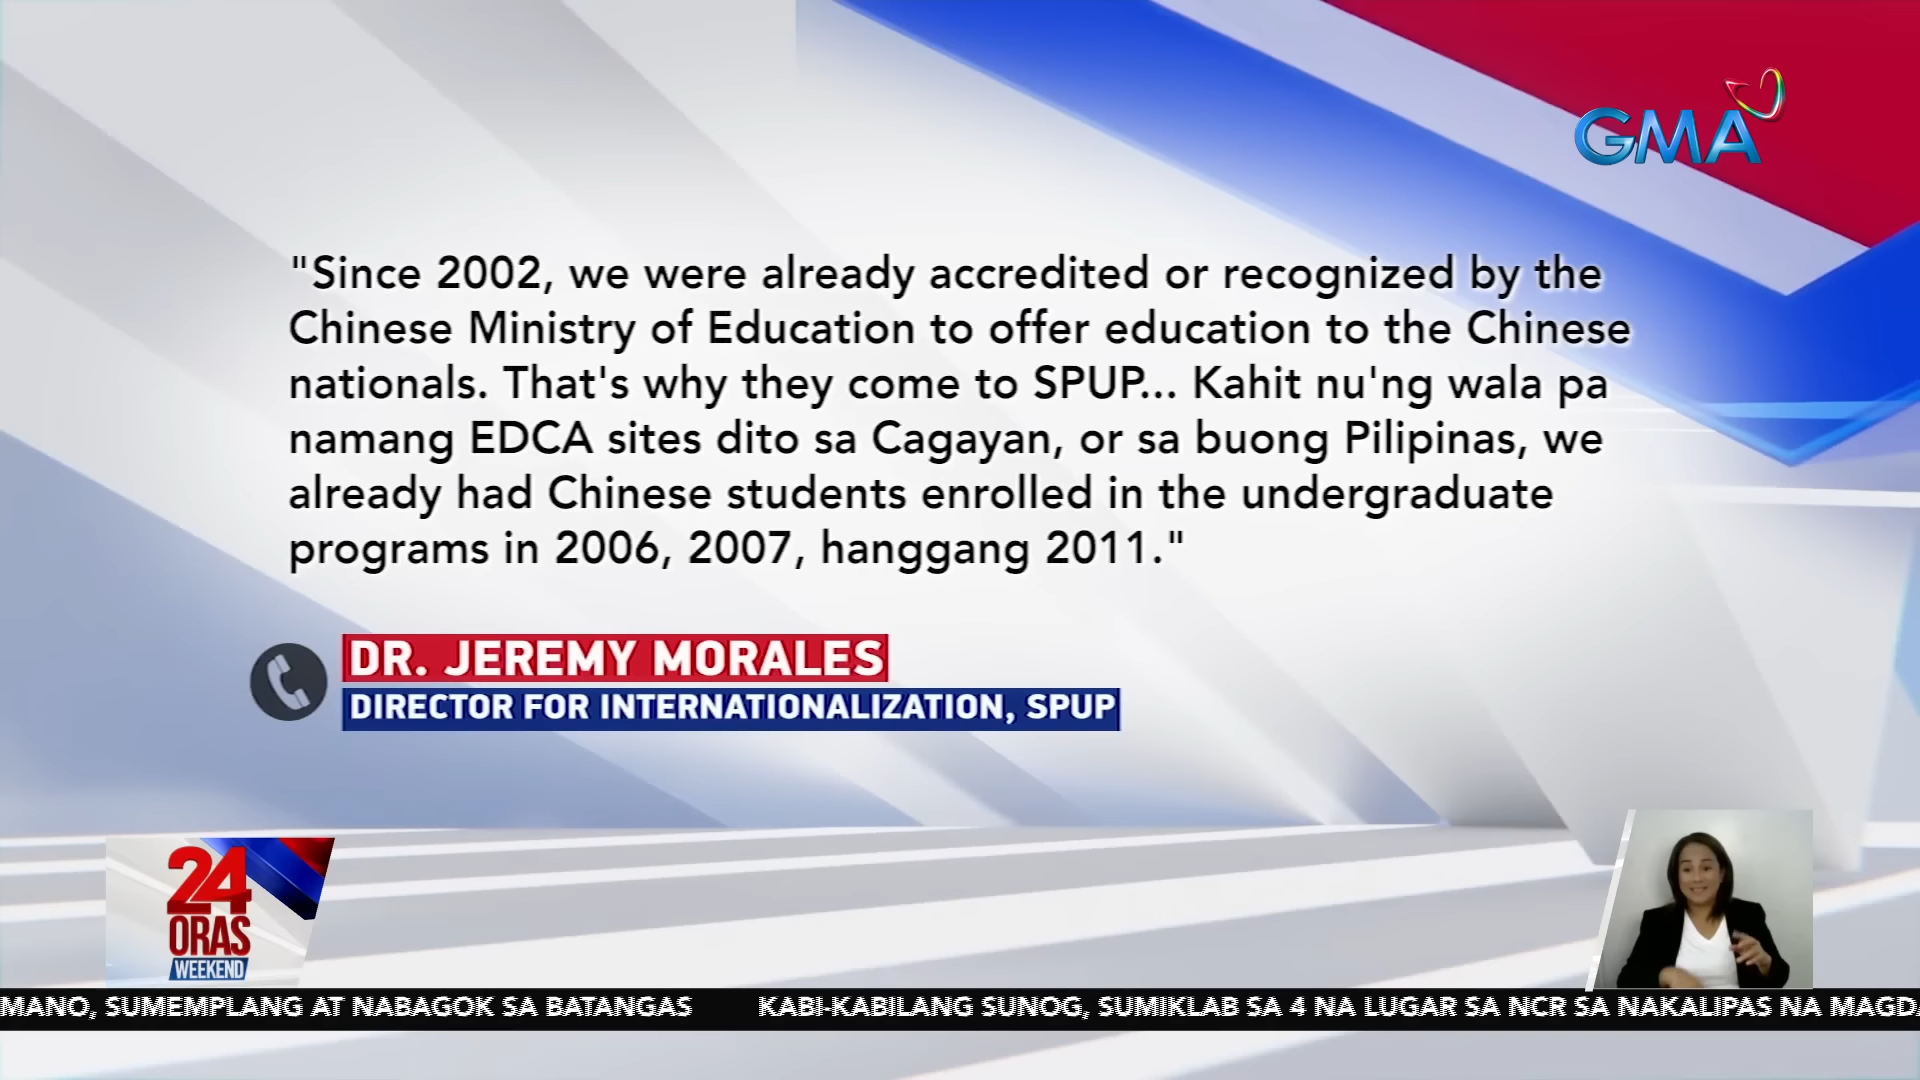 GMA
"Since 2002, we were already accredited or recognized by the
Chinese Ministry of Education to offer education to the Chinese
nationals. That's why they come to SPUP... Kahit nu'ng wala pa
namang EDCA sites dito sa Cagayan, or sa buong Pilipinas, we
already had Chinese students enrolled in the undergraduate
programs in 2006, 2007, hanggang 2011."
DR. JEREMY MORALES
DIRECTOR FOR INTERNATIONALIZATION, SPUP
24
ORAS
WEEKEND
MANO, SUMEMPLANG AT NABAGOK SA BATANGAS KABI-KABILANG SUNOG, SUMIKLAB SA 4 NA LUGAR SA NCR SA NAKALIPAS NA MAGDA